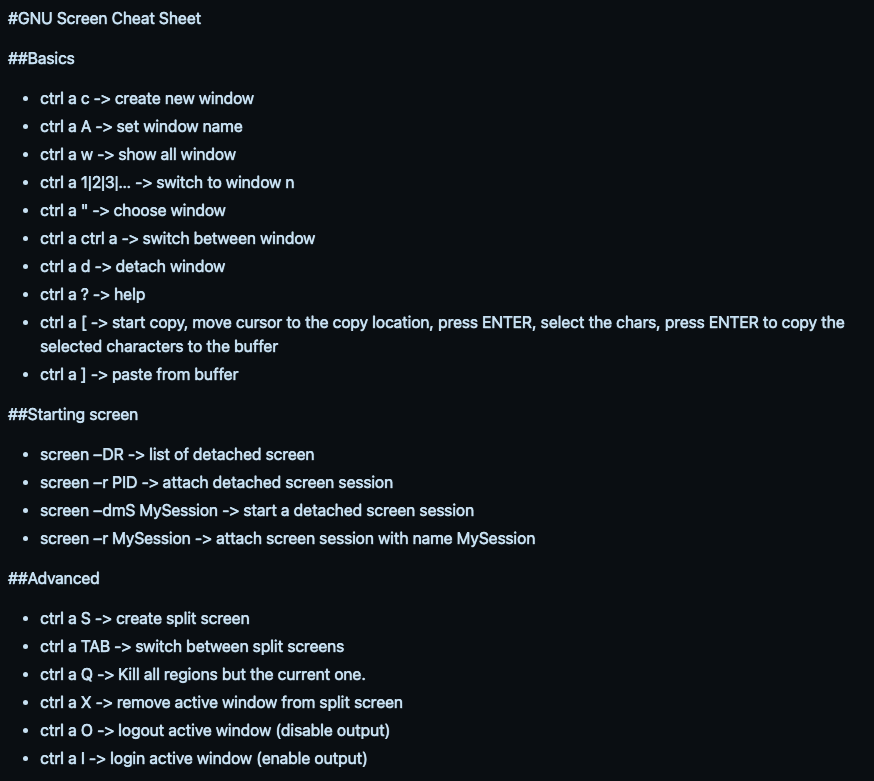 #GNU Screen Cheat Sheet
##Basics
• ctrl a c -> create new window
• ctrl a A -> set window name
• ctrl a w -> show all window
• ctrl a 1|2|3|... -> switch to window n
• ctrl a " -> choose window
• ctrl a ctrl a -> switch between window
• ctrl a d -> detach window
• ctrl a ? -> help
• ctrl a [ -> start copy, move cursor to the copy location, press ENTER, select the chars, press ENTER to copy the
selected characters to the buffer
• ctrl a ] -> paste from buffer
##Starting screen
• screen –DR -> list of detached screen
• screen –r PID -> attach detached screen session
• screen –dmS MySession -> start a detached screen session
• screen –r MySession -> attach screen session with name MySession
##Advanced
• ctrl a S -> create split screen
• ctrl a TAB -> switch between split screens
• ctrl a Q -> Kill all regions but the current one.
• ctrl a X -> remove active window from split screen
• ctrl a O -> logout active window (disable output)
• ctrl a I -> login active window (enable output)